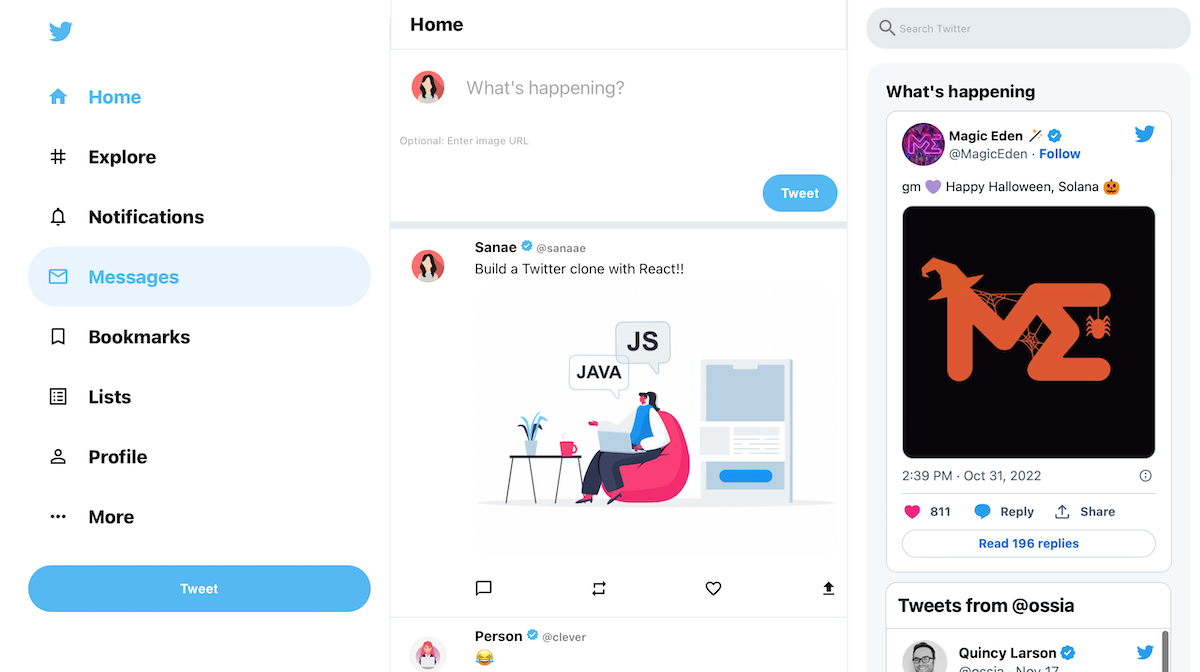 Home
Explore
Notifications
Messages
Bookmarks
Lists
Profile
More
Tweet
Home
What's happening?
Optional: Enter image URL
Tweet
Sanae @sanaae
Build a Twitter clone with React!!
JS
JAVA
Person @clever
😂
Search Twitter
What's happening
Magic Eden 🪄
@MagicEden · Follow
gm 💜 Happy Halloween, Solana 🎃
ME
2:39 PM · Oct 31, 2022
811 Reply Share
Read 196 replies
Tweets from @ossia
Quincy Larson
@ossia · Nov 17